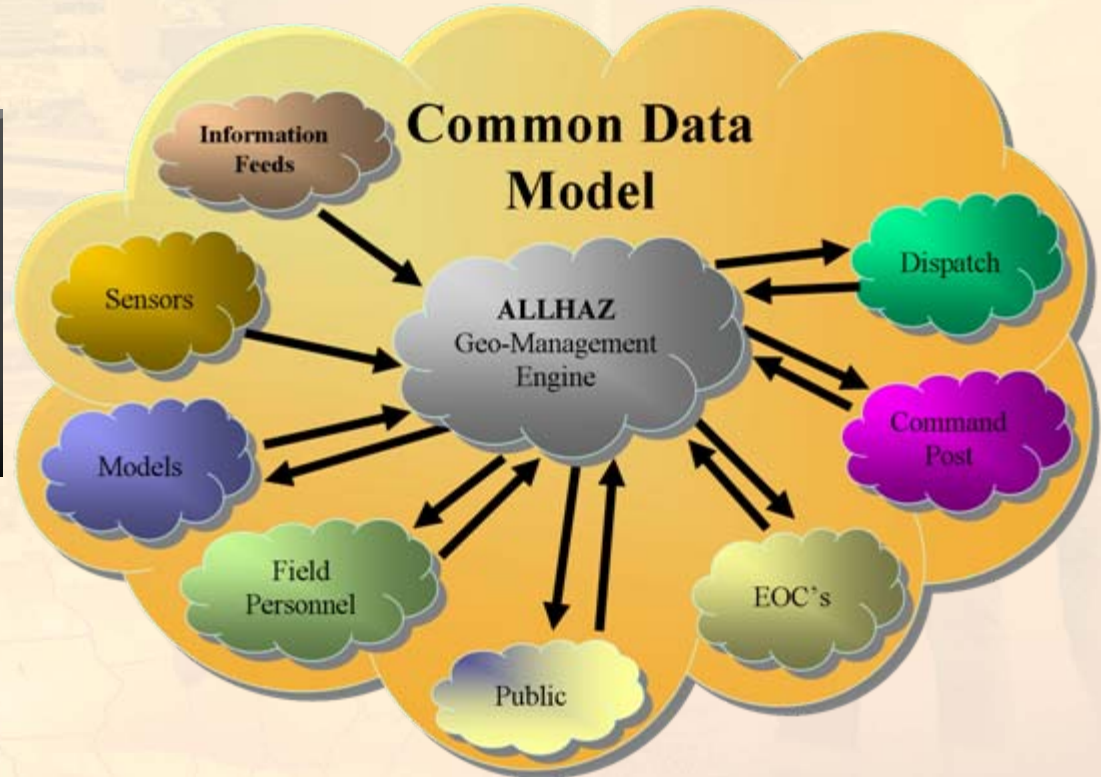 Common Data
Model
Information
Feeds
Sensors
ALLHAZ
Geo-Management
Engine
Dispatch
Models
Command
Post
Field
Personnel
EOC’s
Public